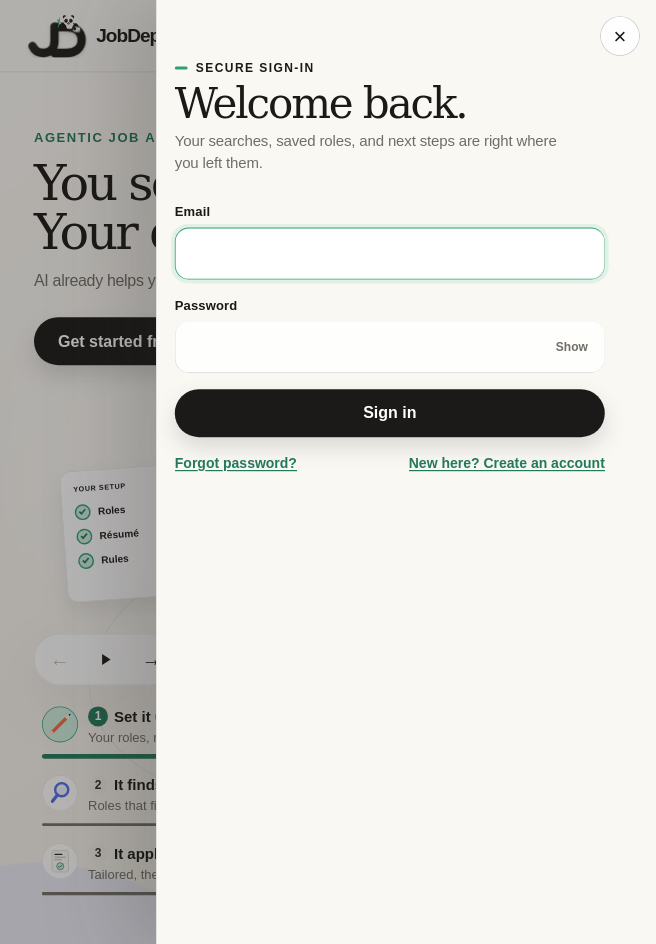 JobDep
AGENTIC JOB A
You s
Your
AI already helps y
Get started fr
YOUR SETUP
Roles
Résumé
Rules
←
→
1 Set it
Your roles, r
2 It finds
Roles that fi
3 It appl
Tailored, the
×
SECURE SIGN-IN
Welcome back.
Your searches, saved roles, and next steps are right where
you left them.
Email
Password
Show
Sign in
Forgot password?
New here? Create an account